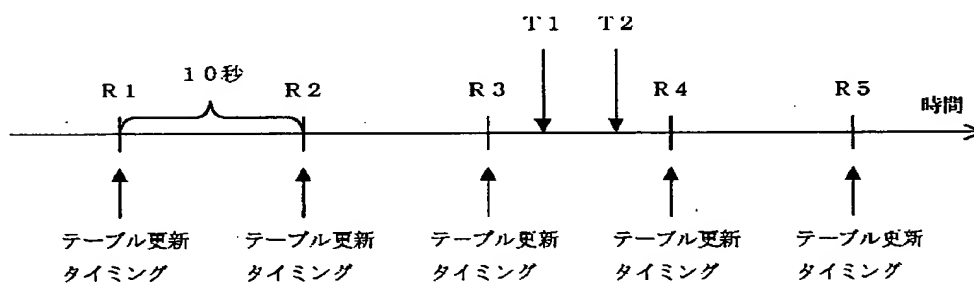 T1 T2
10秒
R1 R2 R3 R4 R5
時間
テーブル更新 テーブル更新 テーブル更新 テーブル更新 テーブル更新
タイミング タイミング タイミング タイミング タイミング